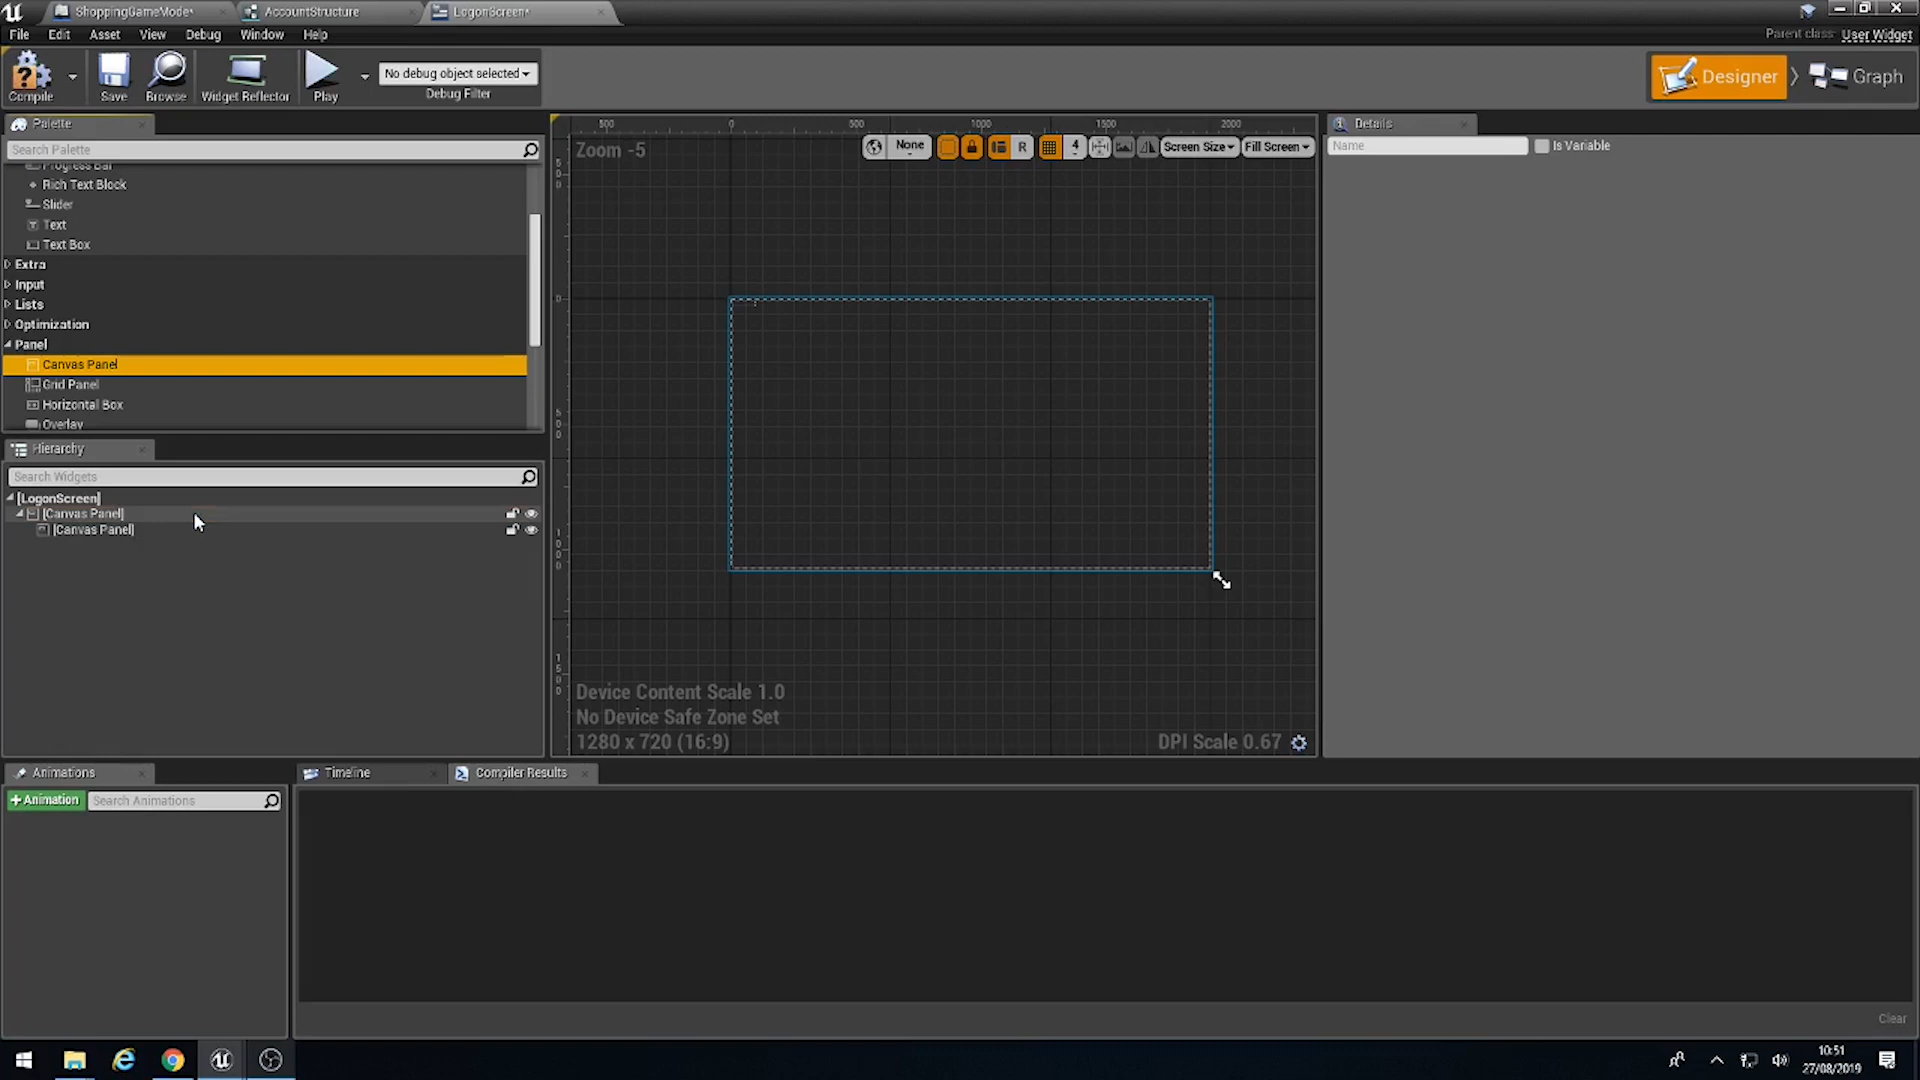 ShoppingGameMode*
AccountStructure
LogonScreen*
File Edit Asset View Debug Window Help
Parent class: User Widget
Compile
Save
Browse
Widget Reflector
Play
No debug object selected
Debug Filter
Designer
Graph
Palette
Search Palette
Progress Bar
Rich Text Block
Slider
Text
Text Box
Extra
Input
Lists
Optimization
Panel
Canvas Panel
Grid Panel
Horizontal Box
Overlay
Hierarchy
Search Widgets
[LogonScreen]
[Canvas Panel]
[Canvas Panel]
500 0 500 1000 1500 2000
Zoom -5
None
R
4
Screen Size
Fill Screen
Device Content Scale 1.0
No Device Safe Zone Set
1280 x 720 (16:9)
DPI Scale 0.67
Details
Name
Is Variable
Animations
+Animation
Search Animations
Timeline
Compiler Results
Clear
10:51
27/08/2019